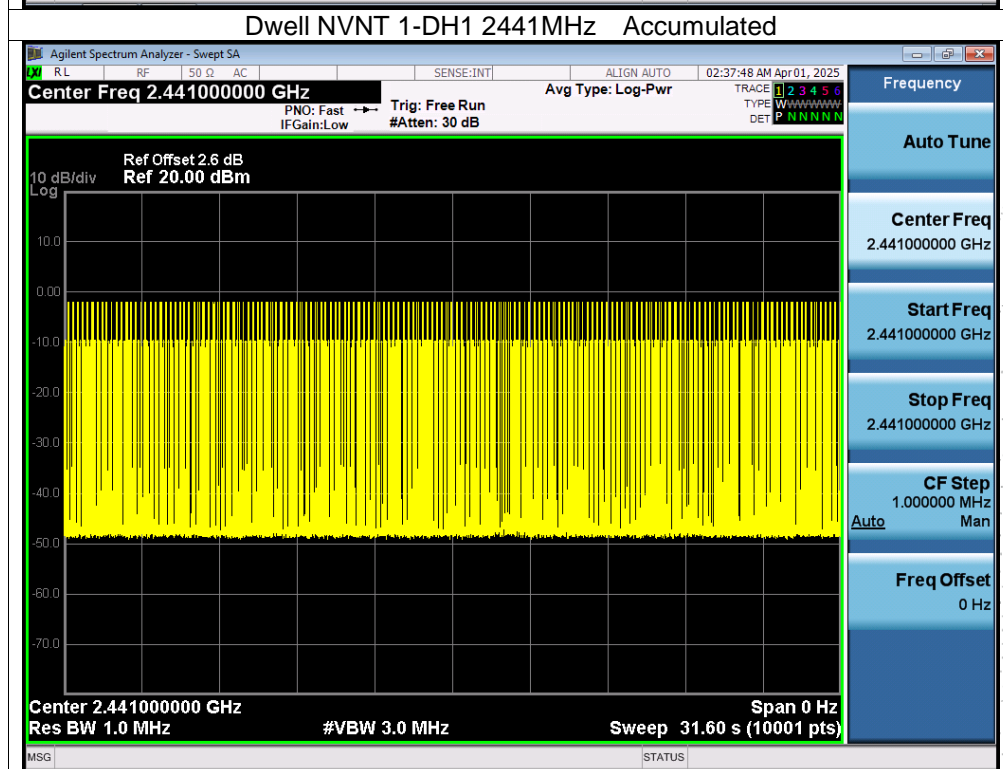 Dwell NVNT 1-DH1 2441MHz Accumulated
Agilent Spectrum Analyzer - Swept SA
LXI RL RF 50 Ω AC SENSE:INT ALIGN AUTO 02:37:48 AM Apr 01, 2025
Center Freq 2.441000000 GHz
PNO: Fast
IFGain:Low
Trig: Free Run
#Atten: 30 dB
Avg Type: Log-Pwr
TRACE 1 2 3 4 5 6
TYPE WWWWWW
DET P N N N N N
Ref Offset 2.6 dB
10 dB/div Ref 20.00 dBm
Log
10.0
0.00
-10.0
-20.0
-30.0
-40.0
-50.0
-60.0
-70.0
Center 2.441000000 GHz Span 0 Hz
Res BW 1.0 MHz #VBW 3.0 MHz Sweep 31.60 s (10001 pts)
MSG STATUS
Frequency
Auto Tune
Center Freq
2.441000000 GHz
Start Freq
2.441000000 GHz
Stop Freq
2.441000000 GHz
CF Step
1.000000 MHz
Auto Man
Freq Offset
0 Hz